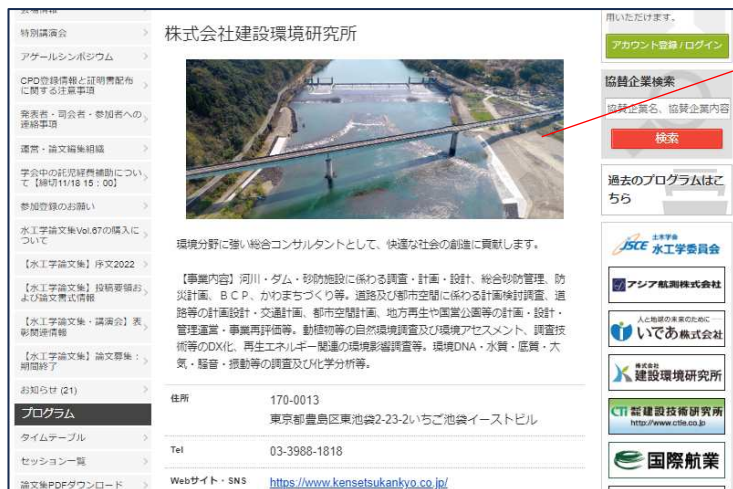 特別講演会
アゲールシンポジウム
CPD登録情報と証明書配布
に関する注意事項
発表者・司会者・参加者への
連絡事項
運営・論文編集組織
学会中の託児経費補助につい
て【締切11/18 15：00】
参加登録のお願い
水工学論文集Vol.67の購入に
ついて
【水工学論文集】序文2022
【水工学論文集】投稿要領お
よび論文書式情報
【水工学論文集・講演会】表
彰関連情報
【水工学論文集】論文募集：
期間終了
お知らせ (21)
プログラム
タイムテーブル
セッション一覧
論文集PDFダウンロード
株式会社建設環境研究所
環境分野に強い総合コンサルタントとして、快適な社会の創造に貢献します。
【事業内容】河川・ダム・砂防施設に係わる調査・計画・設計、総合砂防管理、防
災計画、ＢＣＰ、かわまちづくり等。道路及び都市空間に係わる計画検討調査、道
路等の計画設計・交通計画、都市空間計画、地方再生や国営公園等の計画・設計・
管理運営・事業再評価等。動植物等の自然環境調査及び環境アセスメント、調査技
術等のDX化、再生エネルギー関連の環境影響調査等。環境DNA・水質・底質・大
気・騒音・振動等の調査及び化学分析等。
住所
170-0013
東京都豊島区東池袋2-23-2いちご池袋イーストビル
Tel
03-3988-1818
Webサイト・SNS
https://www.kensetsukankyo.co.jp/
用いただけます。
アカウント登録 / ログイン
協賛企業検索
協賛企業名、協賛企業内容
検索
過去のプログラムはこ
ちら
JSCE 土木学会
水工学委員会
アジア航測株式会社
人と地球の未来のために
いであ株式会社
株式会社
建設環境研究所
CTi 株式会社 建設技術研究所
http://www.ctie.co.jp
国際航業